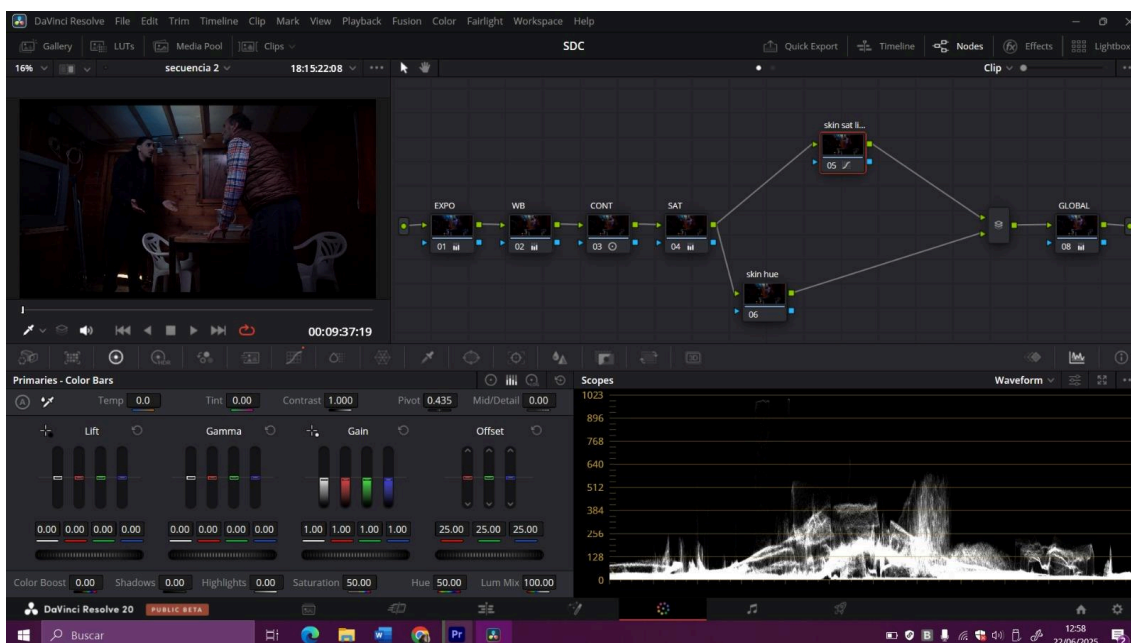 DaVinci Resolve File Edit Trim Timeline Clip Mark View Playback Fusion Color Fairlight Workspace Help
Gallery LUTs Media Pool Clips SDC Quick Export Timeline Nodes Effects Lightbox
16% secuencia 2 18:15:22:08 Clip
skin sat li...
05
EXPO WB CONT SAT GLOBAL
01 02 03 04 08
skin hue
06
00:09:37:19
Primaries - Color Bars Scopes Waveform
Temp 0.0 Tint 0.00 Contrast 1.000 Pivot 0.435 Mid/Detail 0.00
Lift Gamma Gain Offset
0.00 0.00 0.00 0.00 0.00 0.00 0.00 0.00 1.00 1.00 1.00 1.00 25.00 25.00 25.00
Color Boost 0.00 Shadows 0.00 Highlights 0.00 Saturation 50.00 Hue 50.00 Lum Mix 100.00
1023
896
768
640
512
384
256
128
0
DaVinci Resolve 20 PUBLIC BETA
Buscar 12:58
22/06/2025